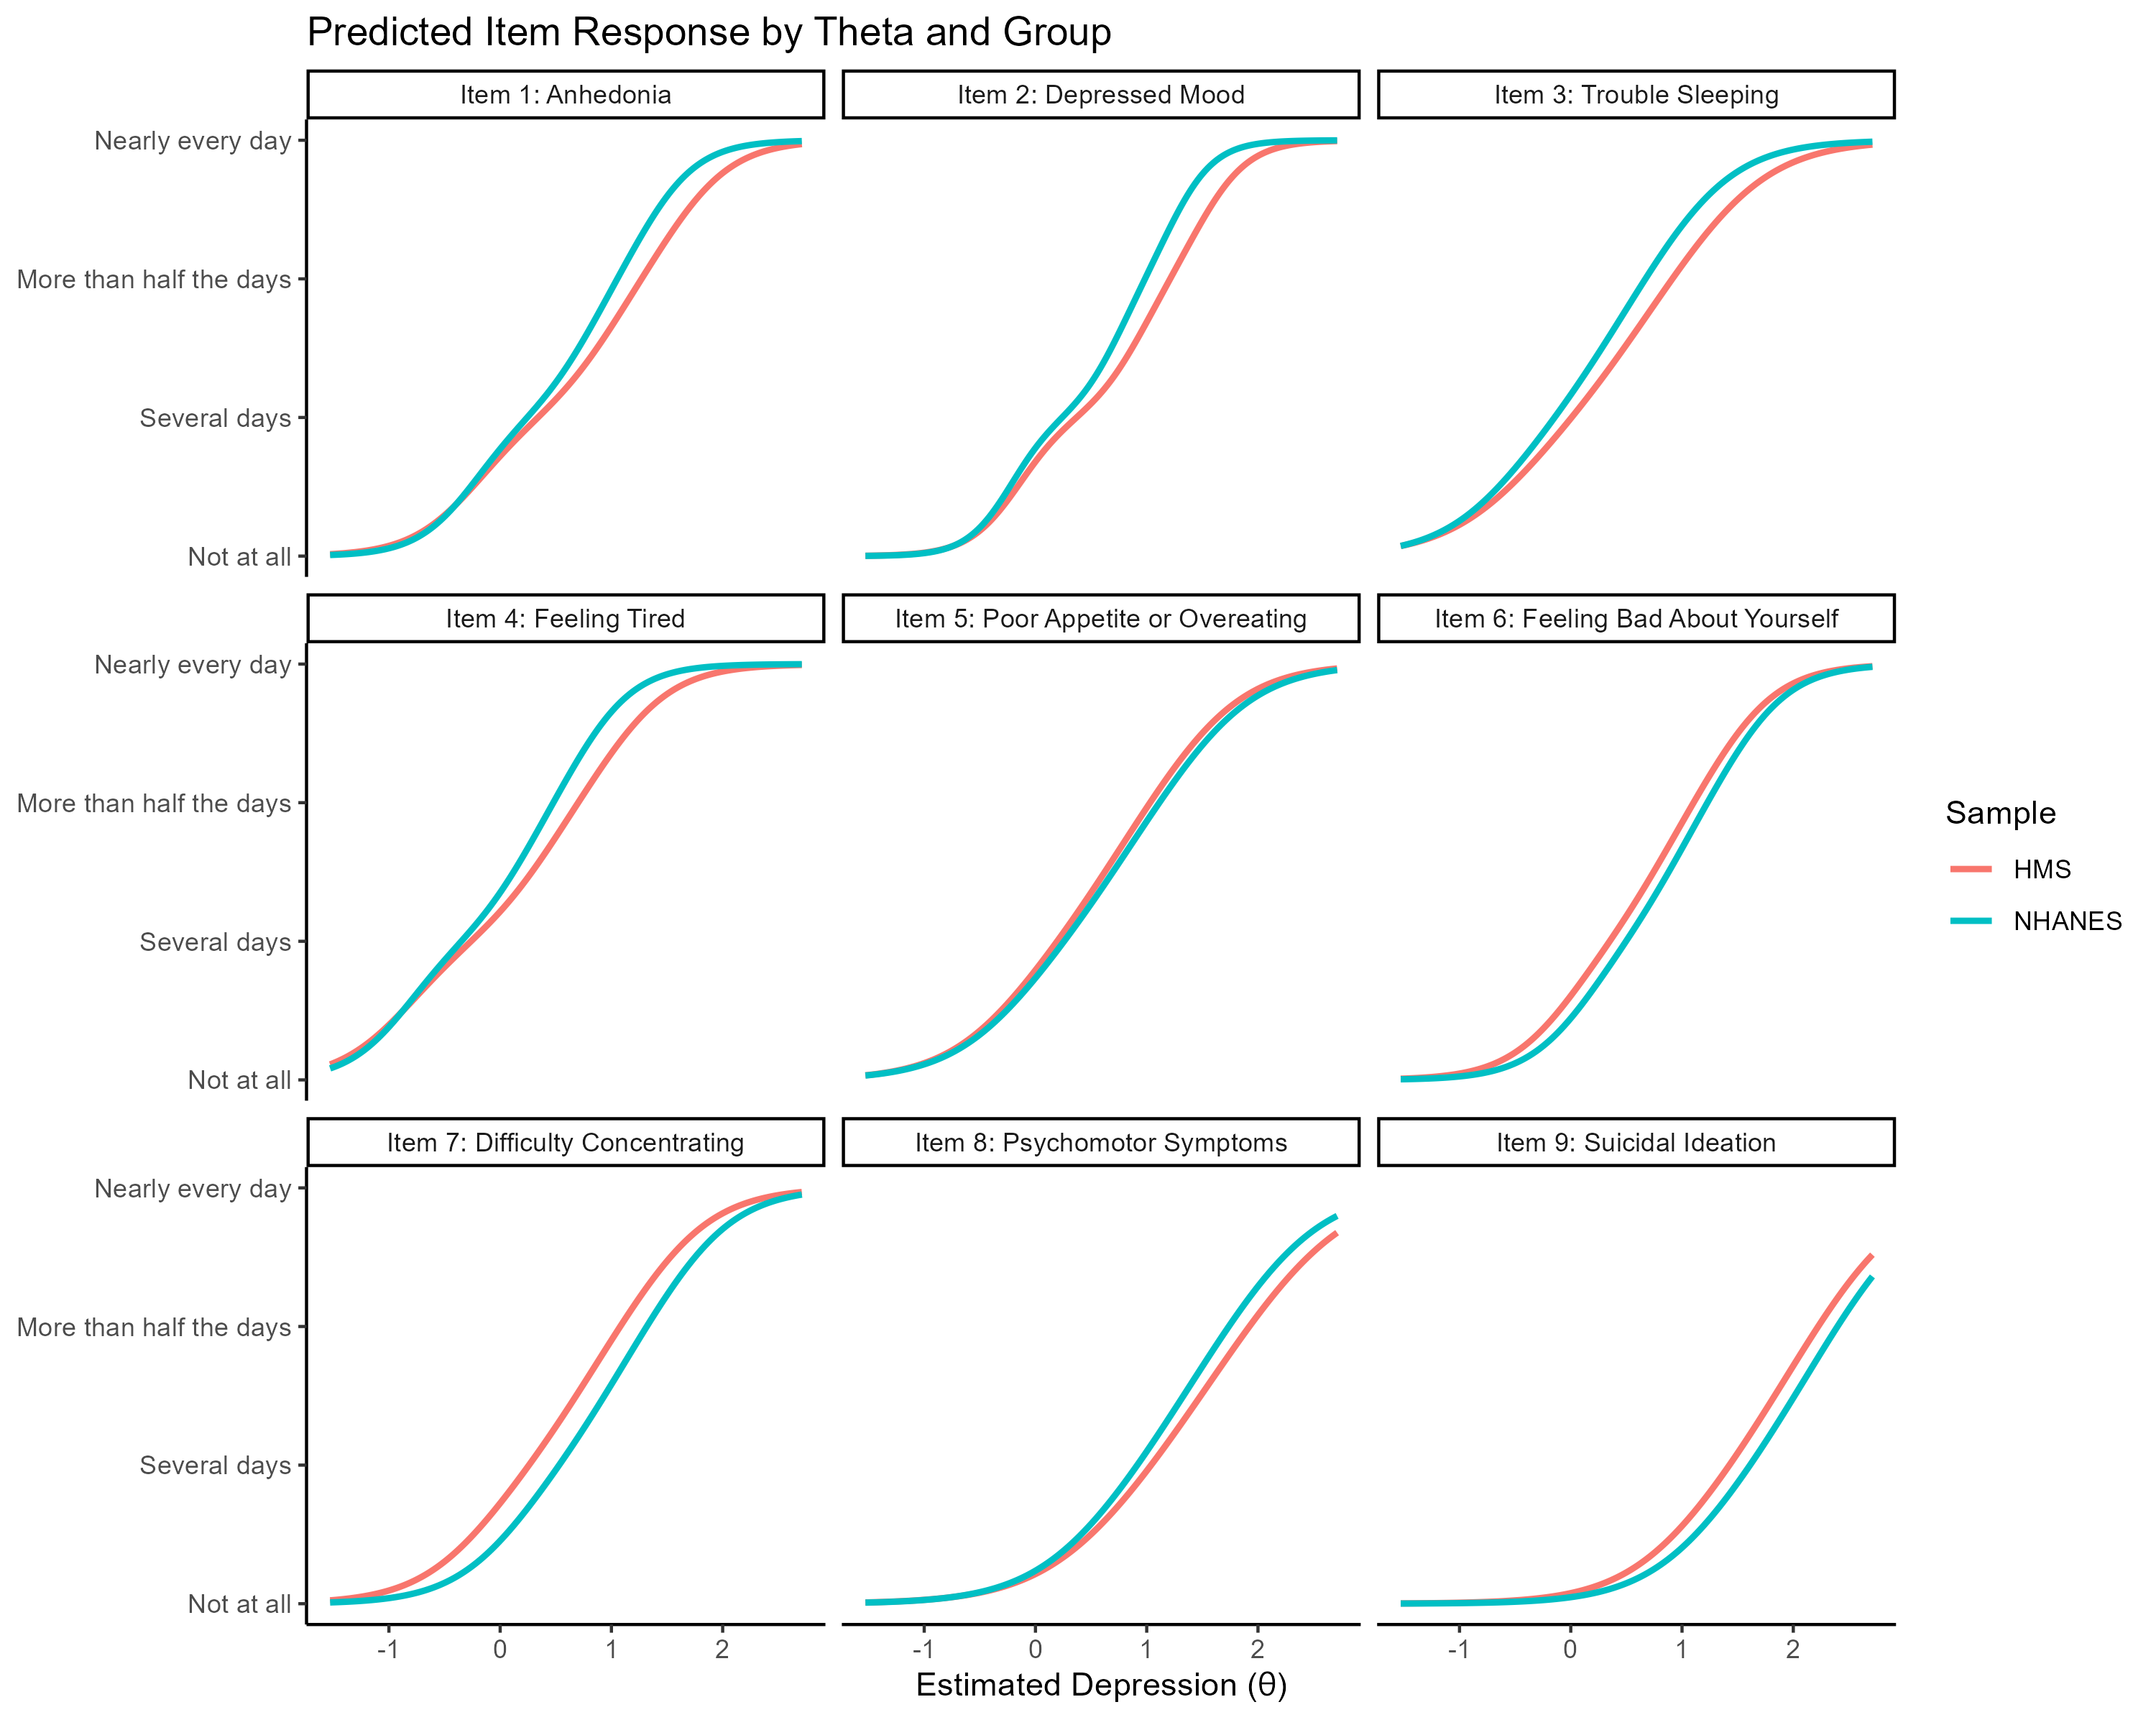 Predicted Item Response by Theta and Group
Item 1: Anhedonia
Item 2: Depressed Mood
Item 3: Trouble Sleeping
Nearly every day
More than half the days
Several days
Not at all
Item 4: Feeling Tired
Item 5: Poor Appetite or Overeating
Item 6: Feeling Bad About Yourself
Nearly every day
More than half the days
Several days
Not at all
Item 7: Difficulty Concentrating
Item 8: Psychomotor Symptoms
Item 9: Suicidal Ideation
Nearly every day
More than half the days
Several days
Not at all
-1 0 1 2
-1 0 1 2
-1 0 1 2
Estimated Depression (θ)
Sample
HMS
NHANES